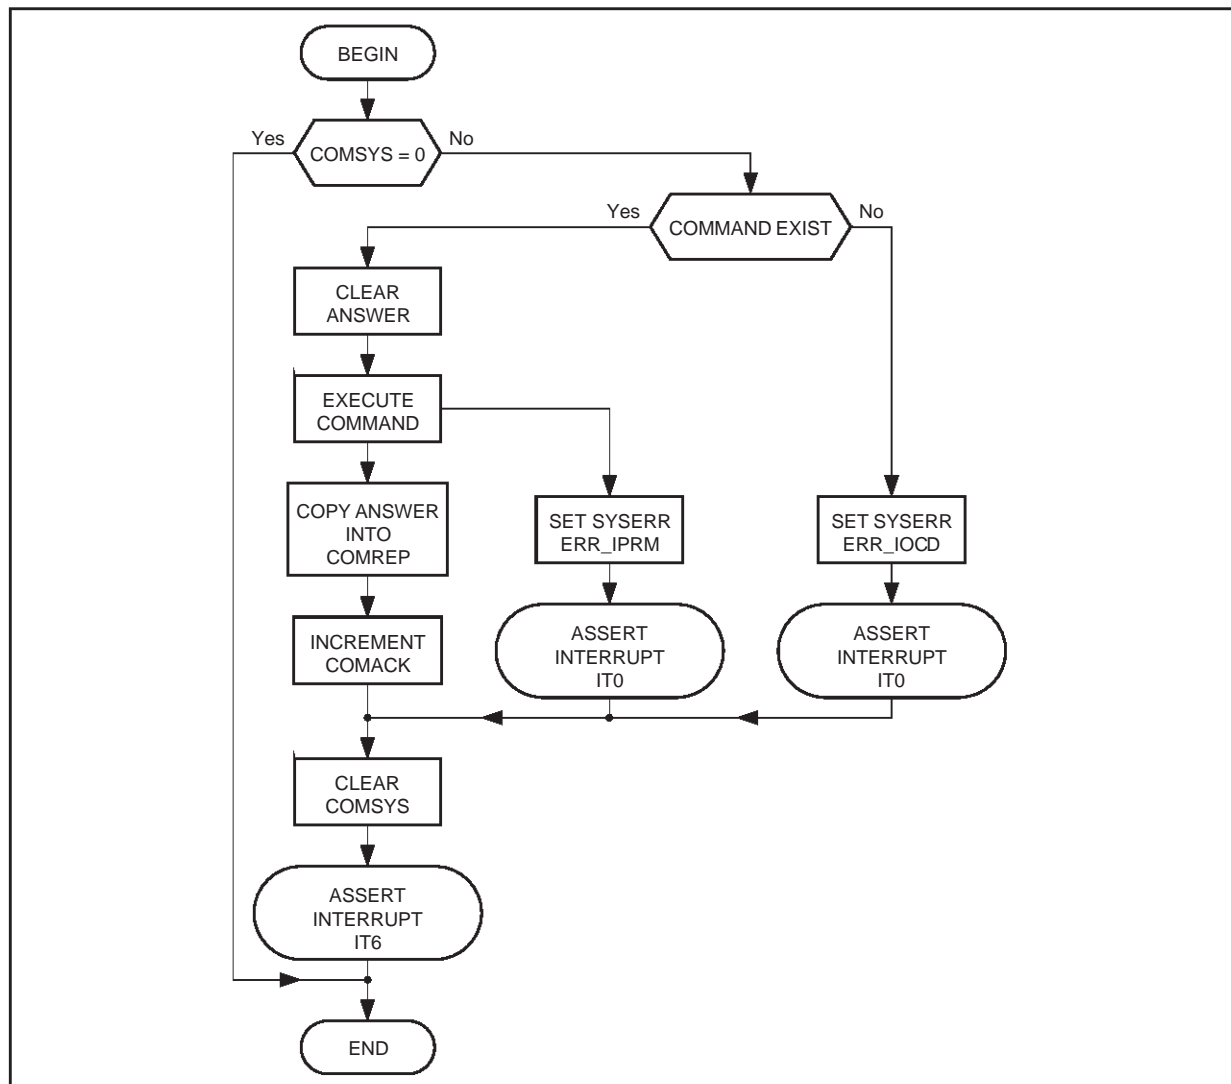 BEGIN
Yes
COMSYS = 0
No
Yes
COMMAND EXIST
No
CLEAR
ANSWER
EXECUTE
COMMAND
COPY ANSWER
INTO
COMREP
SET SYSERR
ERR_IPRM
SET SYSERR
ERR_IOCD
INCREMENT
COMACK
ASSERT
INTERRUPT
IT0
ASSERT
INTERRUPT
IT0
CLEAR
COMSYS
ASSERT
INTERRUPT
IT6
END